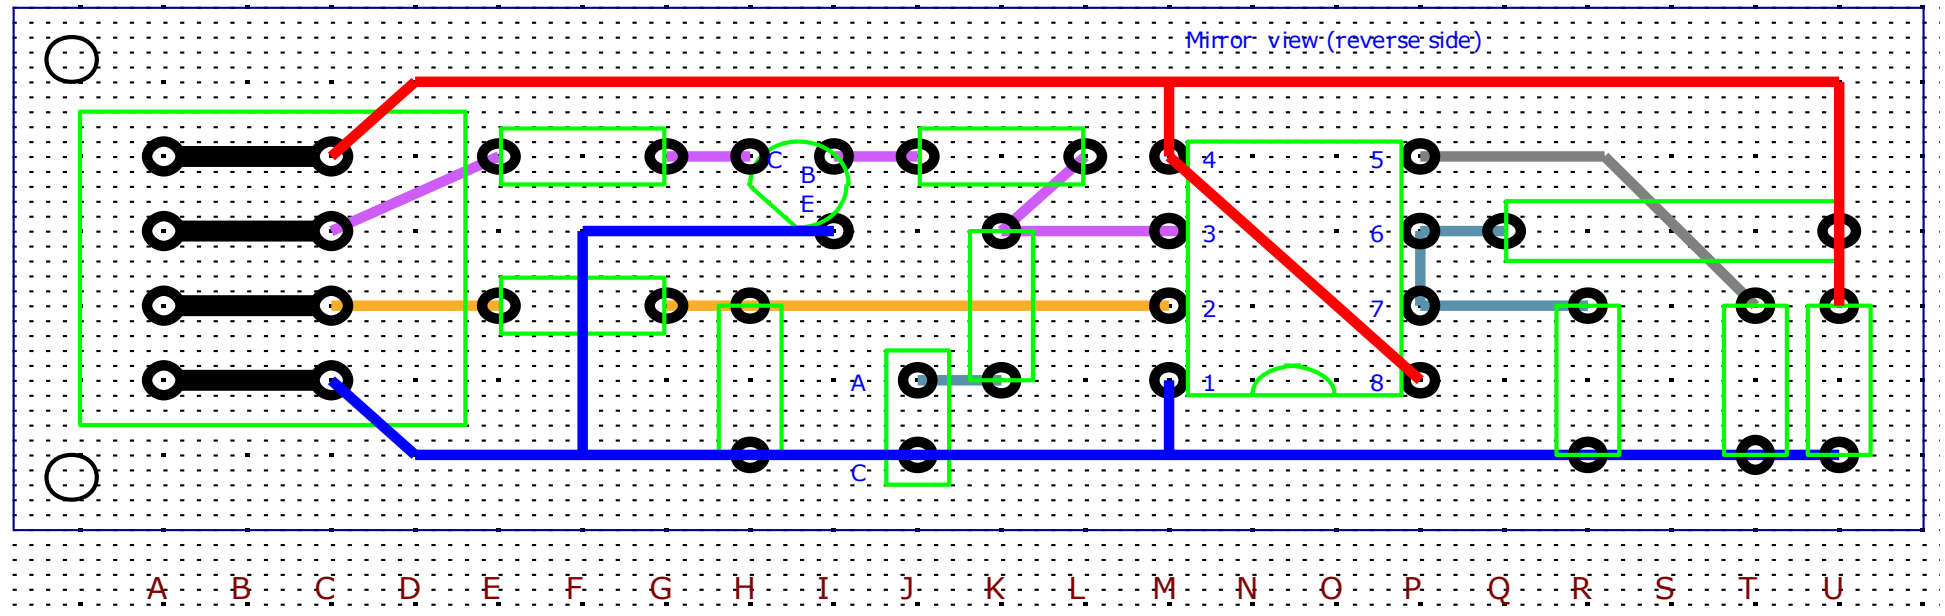 Mirror view (reverse side)
C
B
E
4 5
3 6
2 7
A 1 8
C
A B C D E F G H I J K L M N O P Q R S T U